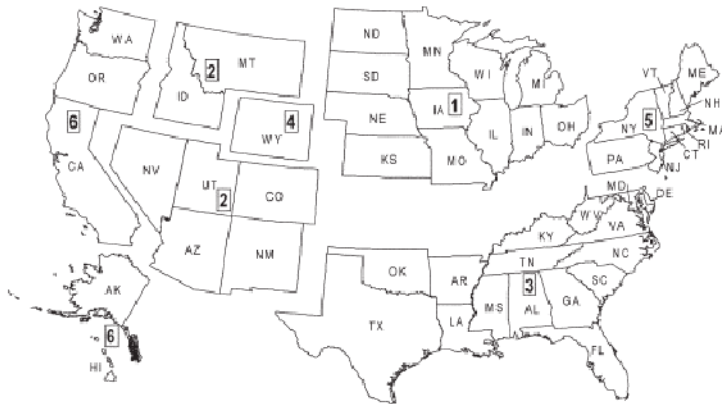 ND
WA
MN
VT
ME
MT
2
OR
SD
WI
MI
NH
ID
6
IA
1
5
MA
WY
4
NE
NY
RI
IL
IN
OH
CT
PA
NJ
NV
CA
KS
MO
MD
DE
UT
2
CO
WV
VA
KY
NC
TN
AZ
NM
OK
AR
SC
3
AK
MS
AL
GA
LA
TX
6
FL
HI